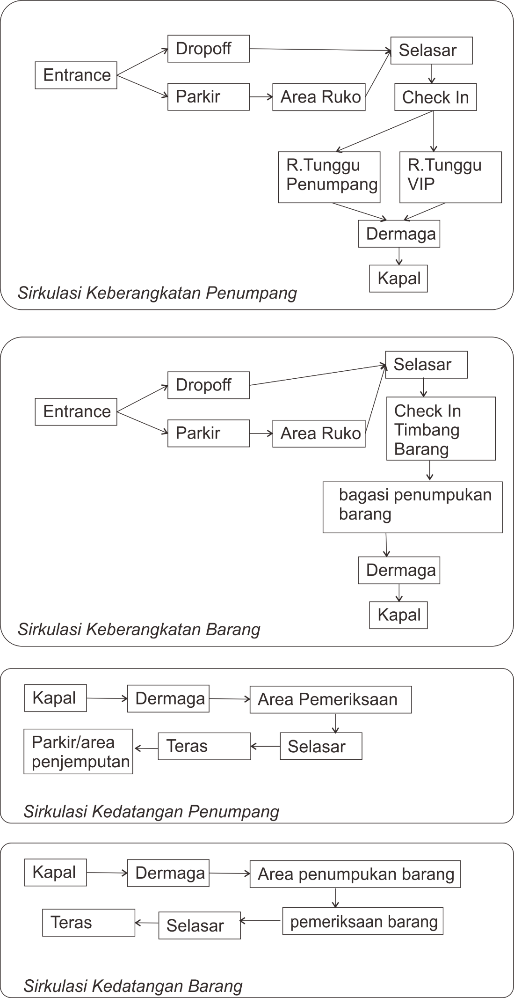 Entrance
Dropoff
Parkir
Area Ruko
Selasar
Check In
R.Tunggu
Penumpang
R.Tunggu
VIP
Dermaga
Kapal
Sirkulasi Keberangkatan Penumpang
Entrance
Dropoff
Parkir
Area Ruko
Selasar
Check In
Timbang
Barang
bagasi penumpukan
barang
Dermaga
Kapal
Sirkulasi Keberangkatan Barang
Kapal
Dermaga
Area Pemeriksaan
Selasar
Teras
Parkir/area
penjemputan
Sirkulasi Kedatangan Penumpang
Kapal
Dermaga
Area penumpukan barang
pemeriksaan barang
Selasar
Teras
Sirkulasi Kedatangan Barang